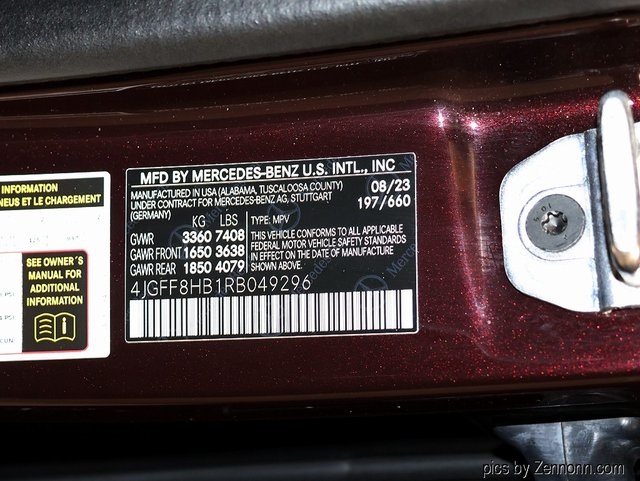 INFORMATION
NEUS ET LE CHARGEMENT
SEE OWNER'S
MANUAL FOR
ADDITIONAL
INFORMATION
MFD BY MERCEDES-BENZ U.S. INTL., INC
MANUFACTURED IN USA (ALABAMA, TUSCALOOSA COUNTY)
UNDER CONTRACT FOR MERCEDES-BENZ AG, STUTTGART
(GERMANY)
08/23
197/660
KG LBS
GVWR 3360 7408
GAWR FRONT 1650 3638
GAWR REAR 1850 4079
TYPE: MPV
THIS VEHICLE CONFORMS TO ALL APPLICABLE
FEDERAL MOTOR VEHICLE SAFETY STANDARDS
IN EFFECT ON THE DATE OF MANUFACTURE
SHOWN ABOVE.
4JGFF8HB1RB049296
pics by Zennonn.com